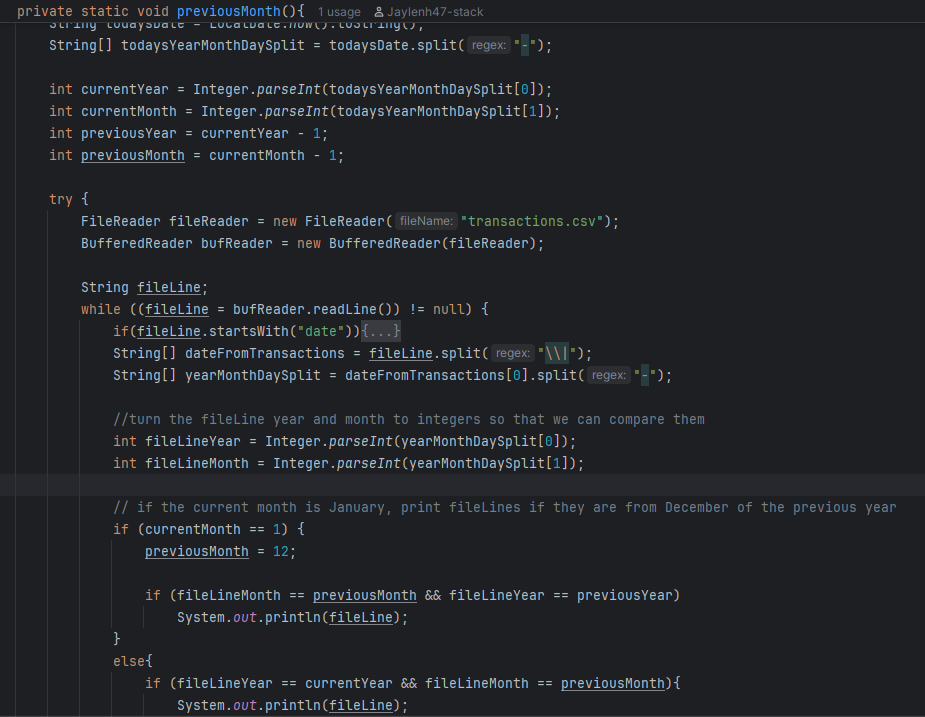 private static void previousMonth(){ 1 usage Jaylenh47-stack
String todaysDate = LocalDate.now().toString();
String[] todaysYearMonthDaySplit = todaysDate.split( regex: "-");
int currentYear = Integer.parseInt(todaysYearMonthDaySplit[0]);
int currentMonth = Integer.parseInt(todaysYearMonthDaySplit[1]);
int previousYear = currentYear - 1;
int previousMonth = currentMonth - 1;
try {
FileReader fileReader = new FileReader( fileName: "transactions.csv");
BufferedReader bufReader = new BufferedReader(fileReader);
String fileLine;
while ((fileLine = bufReader.readLine()) != null) {
if(fileLine.startsWith("date")){...}
String[] dateFromTransactions = fileLine.split( regex: "\\|");
String[] yearMonthDaySplit = dateFromTransactions[0].split( regex: "-");
//turn the fileLine year and month to integers so that we can compare them
int fileLineYear = Integer.parseInt(yearMonthDaySplit[0]);
int fileLineMonth = Integer.parseInt(yearMonthDaySplit[1]);
// if the current month is January, print fileLines if they are from December of the previous year
if (currentMonth == 1) {
previousMonth = 12;
if (fileLineMonth == previousMonth && fileLineYear == previousYear)
System.out.println(fileLine);
}
else{
if (fileLineYear == currentYear && fileLineMonth == previousMonth){
System.out.println(fileLine);